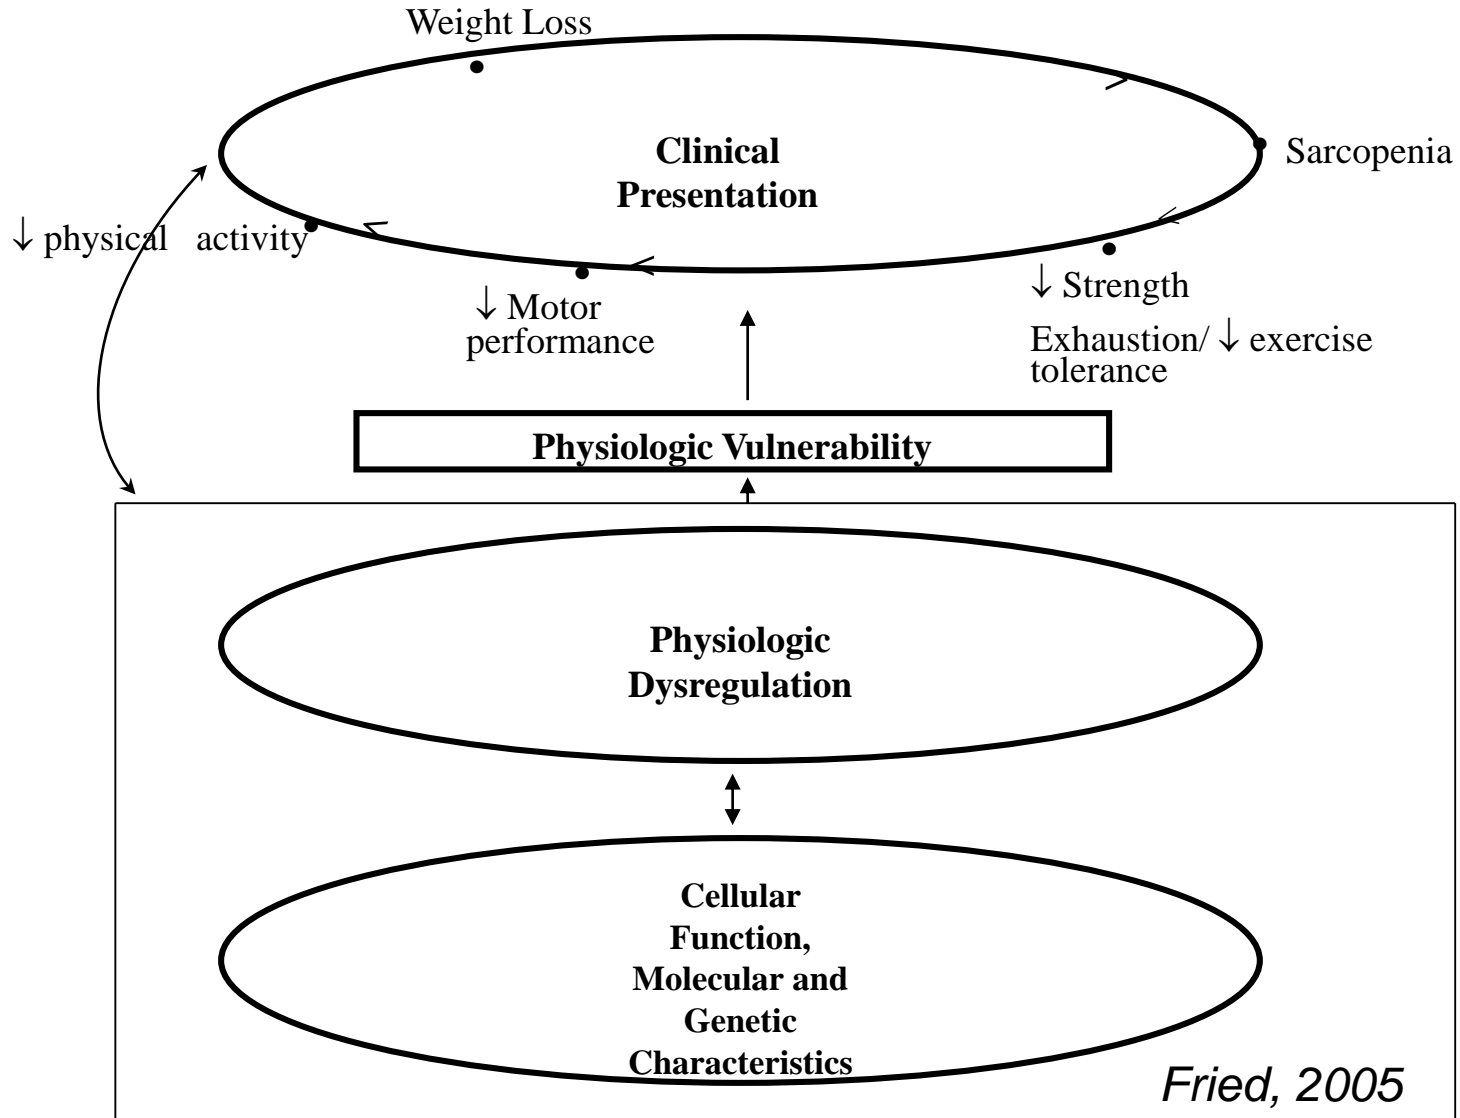 Weight Loss
Clinical
Presentation
Sarcopenia
↓ physical activity
↓ Motor
performance
↓ Strength
Exhaustion/ ↓ exercise
tolerance
Physiologic Vulnerability
Physiologic
Dysregulation
Cellular
Function,
Molecular and
Genetic
Characteristics
Fried, 2005